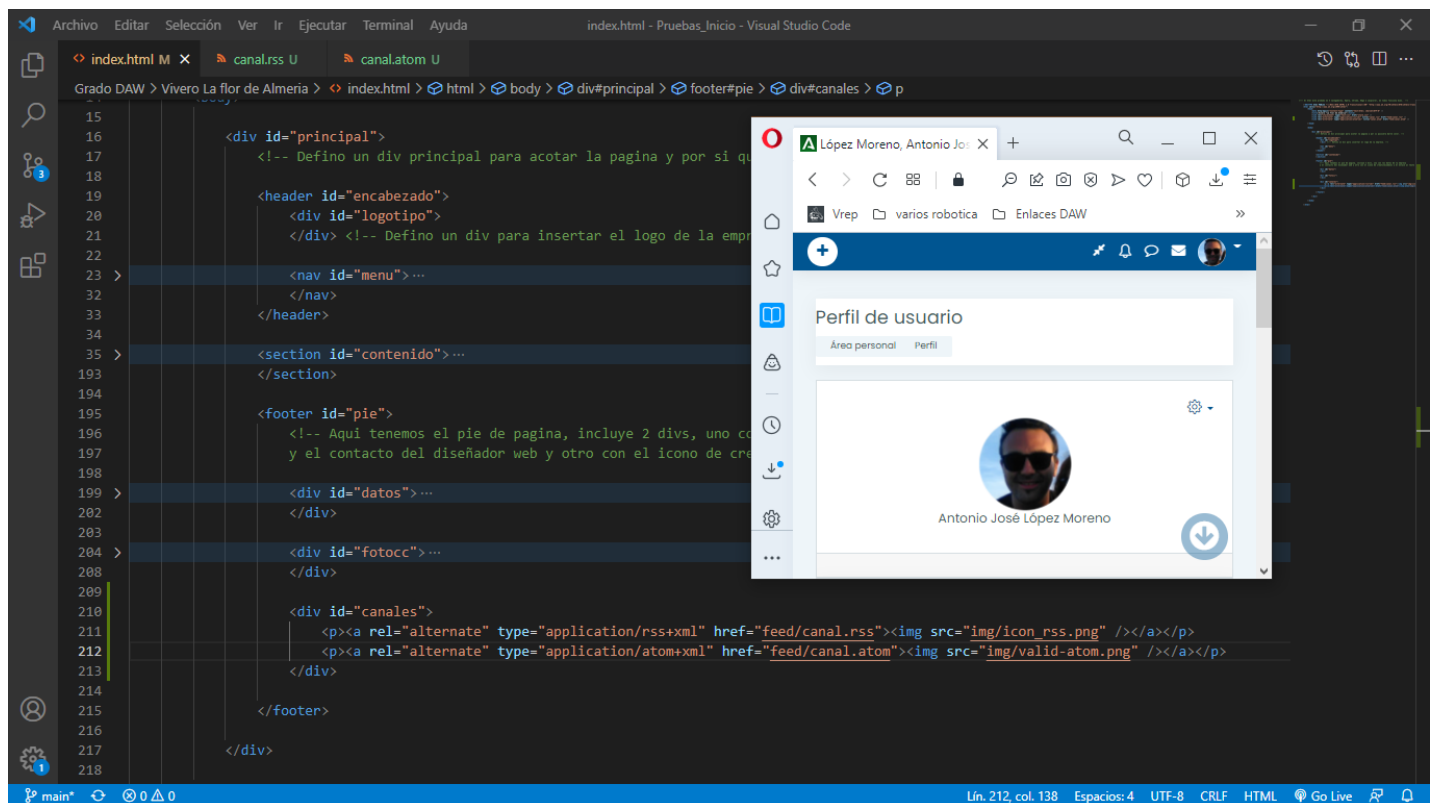 Archivo Editar Selección Ver Ir Ejecutar Terminal Ayuda
index.html - Pruebas_Inicio - Visual Studio Code
index.html M
canal.rss U
canal.atom U
Grado DAW > Vivero La flor de Almeria > index.html > html > body > div#principal > footer#pie > div#canales > p
15
16 <div id="principal">
17 <!-- Defino un div principal para acotar la pagina y por si qu
18
19 <header id="encabezado">
20 <div id="logotipo">
21 </div> <!-- Defino un div para insertar el logo de la empr
22
23 > <nav id="menu">…
32 </nav>
33 </header>
34
35 > <section id="contenido">…
193 </section>
194
195 <footer id="pie">
196 <!-- Aqui tenemos el pie de pagina, incluye 2 divs, uno co
197 y el contacto del diseñador web y otro con el icono de cre
198
199 > <div id="datos">…
202 </div>
203
204 > <div id="fotocc">…
208 </div>
209
210 <div id="canales">
211 <p><a rel="alternate" type="application/rss+xml" href="feed/canal.rss"><img src="img/icon_rss.png" /></a></p>
212 <p><a rel="alternate" type="application/atom+xml" href="feed/canal.atom"><img src="img/valid-atom.png" /></a></p>
213 </div>
214
215 </footer>
216
217 </div>
218
López Moreno, Antonio Jos
Vrep varios robotica Enlaces DAW
Perfil de usuario
Área personal Perfil
Antonio José López Moreno
3
1
main* 0 0
Lín. 212, col. 138 Espacios: 4 UTF-8 CRLF HTML Go Live